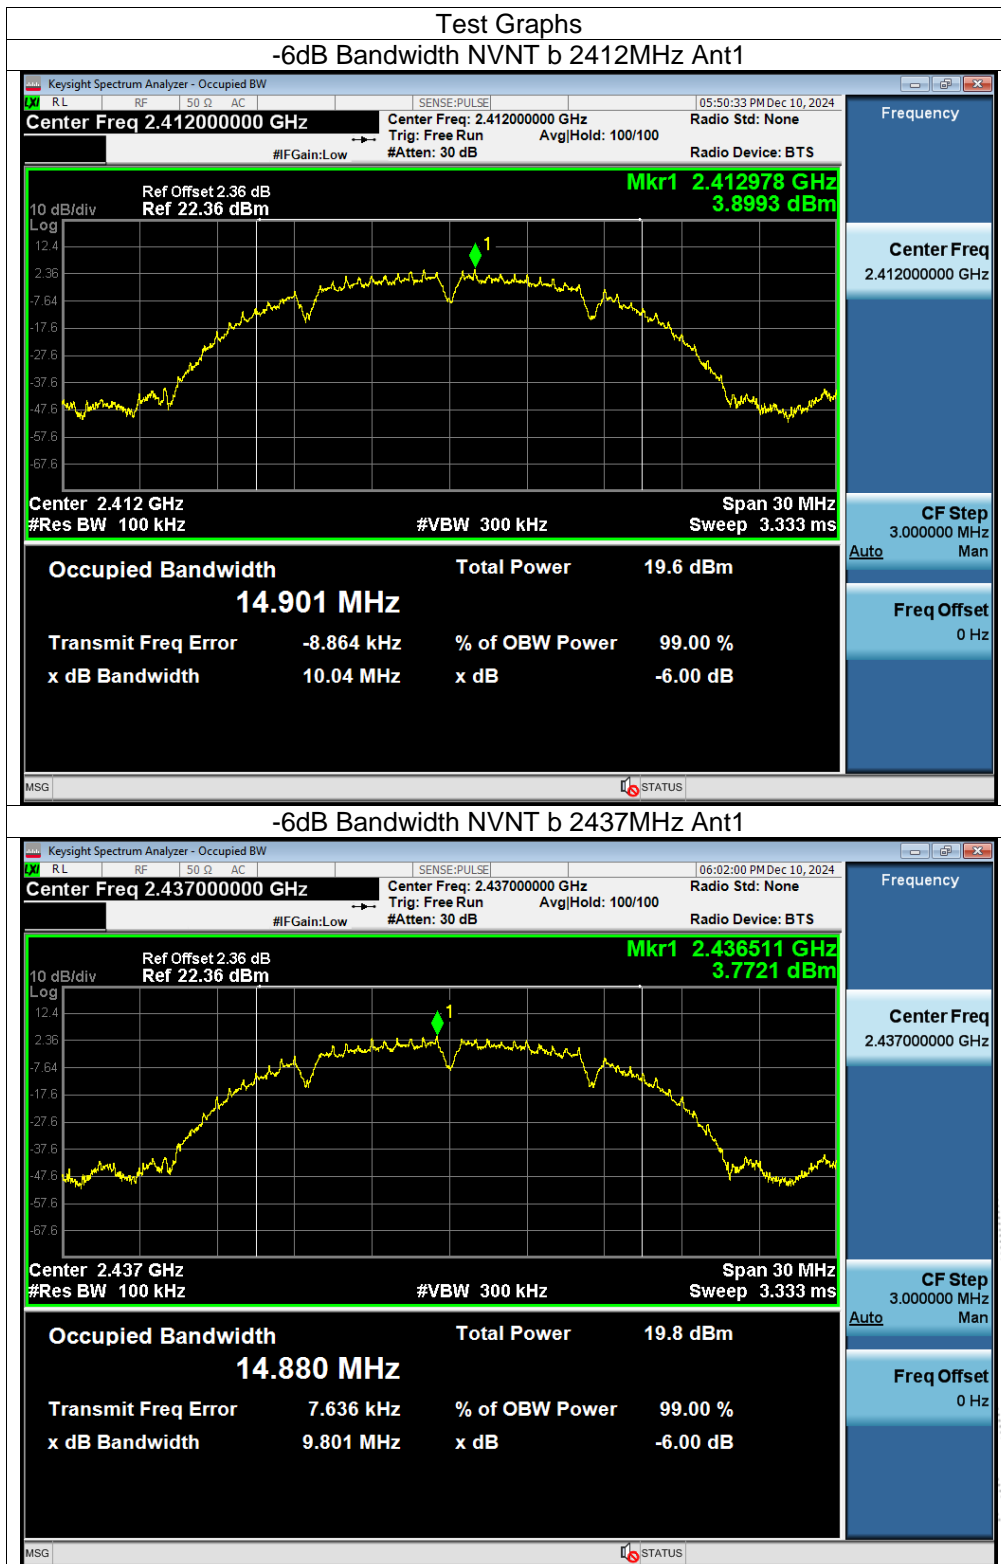 Test Graphs
-6dB Bandwidth NVNT b 2412MHz Ant1
Keysight Spectrum Analyzer - Occupied BW
LXI RL RF 50 Ω AC SENSE:PULSE 05:50:33 PM Dec 10, 2024
Center Freq 2.412000000 GHz
Center Freq: 2.412000000 GHz Radio Std: None
Trig: Free Run Avg|Hold: 100/100
#IFGain:Low #Atten: 30 dB Radio Device: BTS
Frequency
Mkr1 2.412978 GHz
3.8993 dBm
Ref Offset 2.36 dB
10 dB/div Ref 22.36 dBm
Log
12.4
1
2.36
-7.64
-17.6
-27.6
-37.6
-47.6
-57.6
-67.6
Center 2.412 GHz Span 30 MHz
#Res BW 100 kHz #VBW 300 kHz Sweep 3.333 ms
Center Freq
2.412000000 GHz
CF Step
3.000000 MHz
Auto Man
Freq Offset
0 Hz
Occupied Bandwidth Total Power 19.6 dBm
14.901 MHz
Transmit Freq Error -8.864 kHz % of OBW Power 99.00 %
x dB Bandwidth 10.04 MHz x dB -6.00 dB
MSG STATUS
-6dB Bandwidth NVNT b 2437MHz Ant1
Keysight Spectrum Analyzer - Occupied BW
LXI RL RF 50 Ω AC SENSE:PULSE 06:02:00 PM Dec 10, 2024
Center Freq 2.437000000 GHz
Center Freq: 2.437000000 GHz Radio Std: None
Trig: Free Run Avg|Hold: 100/100
#IFGain:Low #Atten: 30 dB Radio Device: BTS
Frequency
Mkr1 2.436511 GHz
3.7721 dBm
Ref Offset 2.36 dB
10 dB/div Ref 22.36 dBm
Log
12.4
1
2.36
-7.64
-17.6
-27.6
-37.6
-47.6
-57.6
-67.6
Center 2.437 GHz Span 30 MHz
#Res BW 100 kHz #VBW 300 kHz Sweep 3.333 ms
Center Freq
2.437000000 GHz
CF Step
3.000000 MHz
Auto Man
Freq Offset
0 Hz
Occupied Bandwidth Total Power 19.8 dBm
14.880 MHz
Transmit Freq Error 7.636 kHz % of OBW Power 99.00 %
x dB Bandwidth 9.801 MHz x dB -6.00 dB
MSG STATUS